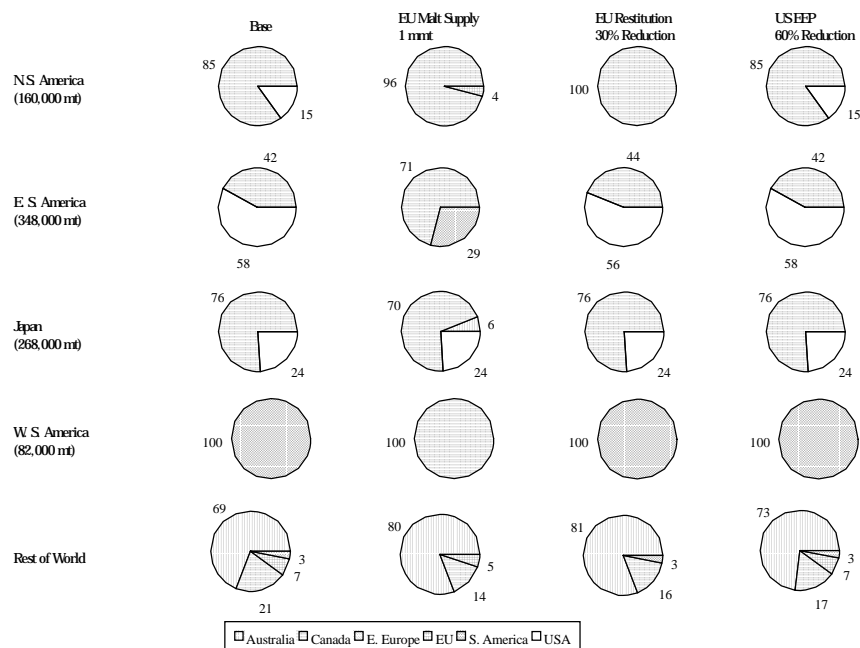 Base
EU Malt Supply
1 mmt
EU Restitution
30% Reduction
US EEP
60% Reduction
N.S. America
(160,000 mt)
85
15
96
4
100
85
15
E. S. America
(348,000 mt)
42
58
71
29
44
56
42
58
Japan
(268,000 mt)
76
24
70
6
24
76
24
76
24
W. S. America
(82,000 mt)
100
100
100
100
Rest of World
69
3
7
21
80
5
14
81
3
16
73
3
7
17
Australia Canada E. Europe EU S. America USA